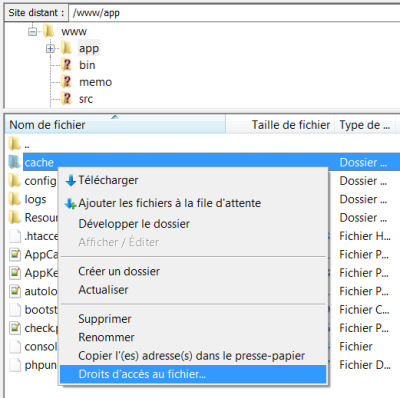 Site distant : /www/app
www
app
bin
memo
src
Nom de fichier Taille de fichier Type de ...
..
cache Dossier ...
config Dossier ...
logs Dossier ...
Resour Dossier ...
.htacce Fichier H...
AppCa Fichier P...
AppKe Fichier P...
autolo Fichier P...
bootst Fichier P...
check.p Fichier P...
consol Fichier
phpun Fichier D...
Télécharger
Ajouter les fichiers à la file d'attente
Développer le dossier
Afficher / Éditer
Créer un dossier
Actualiser
Supprimer
Renommer
Copier l'(es) adresse(s) dans le presse-papier
Droits d'accès au fichier...